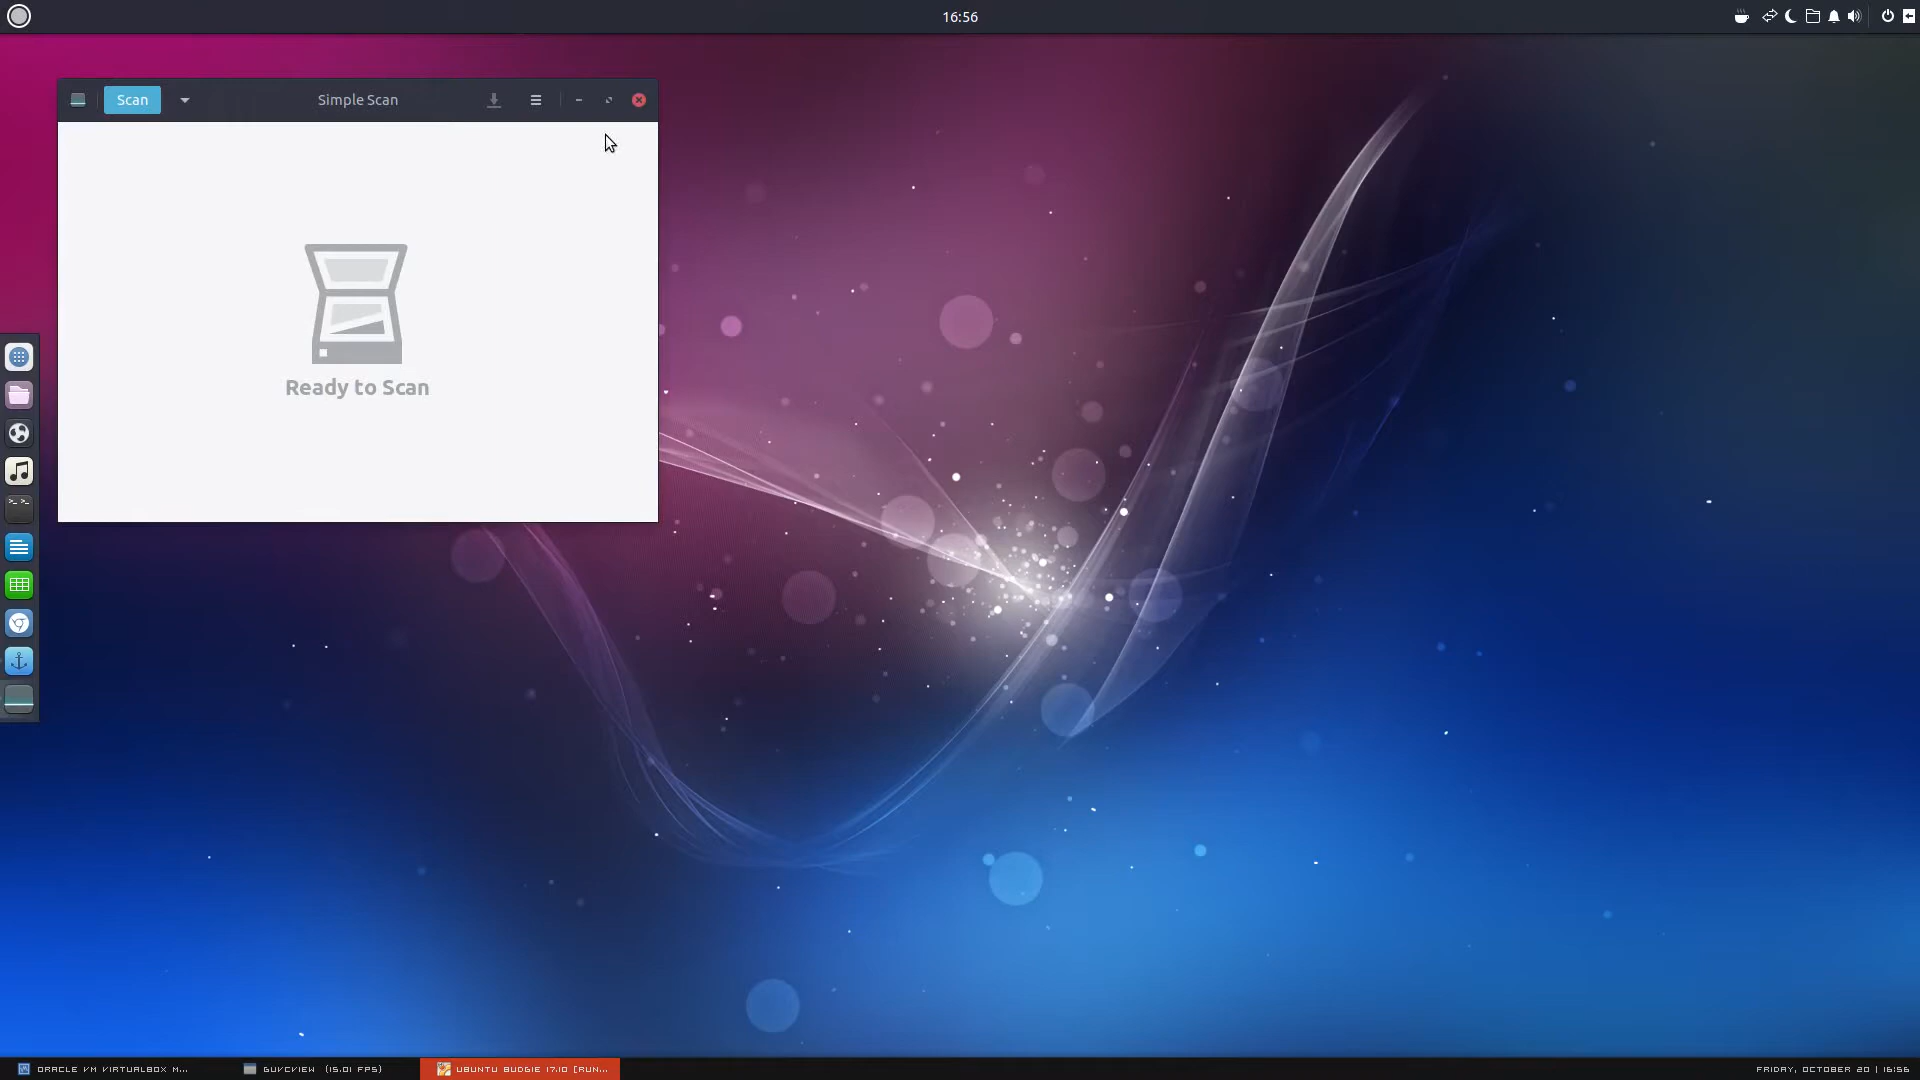 16:56
Scan
Simple Scan
Ready to Scan
>_ >_
ORACLE VM VIRTUALBOX M...
GUVCVIEW (15.01 FPS)
UBUNTU BUDGIE 17.10 [RUN...
FRIDAY, OCTOBER 20 | 16:56